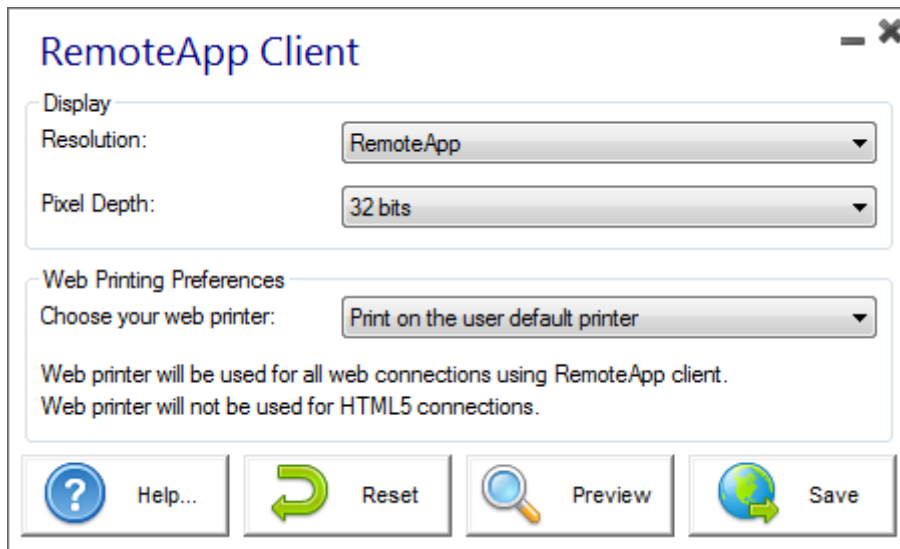 RemoteApp Client
Display
Resolution:
RemoteApp
Pixel Depth:
32 bits
Web Printing Preferences
Choose your web printer:
Print on the user default printer
Web printer will be used for all web connections using RemoteApp client.
Web printer will not be used for HTML5 connections.
Help...
Reset
Preview
Save